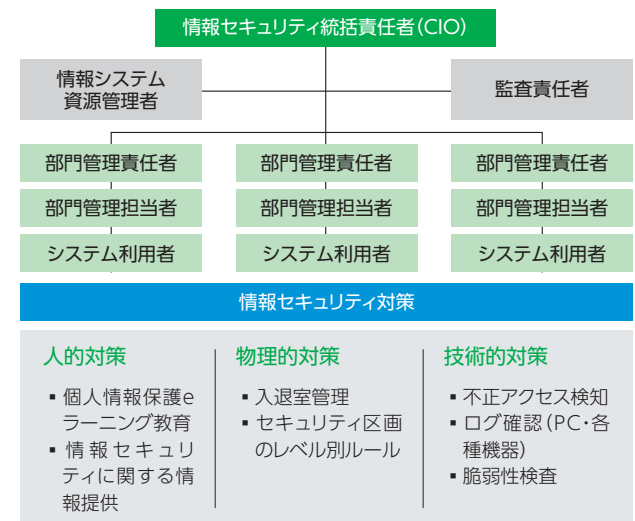 情報セキュリティ統括責任者(CIO)
情報システム
資源管理者
監査責任者
部門管理責任者
部門管理責任者
部門管理責任者
部門管理担当者
部門管理担当者
部門管理担当者
システム利用者
システム利用者
システム利用者
情報セキュリティ対策
人的対策
▪ 個人情報保護e
ラーニング教育
▪ 情報セキュリ
ティに関する情
報提供
物理的対策
▪ 入退室管理
▪ セキュリティ区画
のレベル別ルール
技術的対策
▪ 不正アクセス検知
▪ ログ確認(PC・各
種機器)
▪ 脆弱性検査